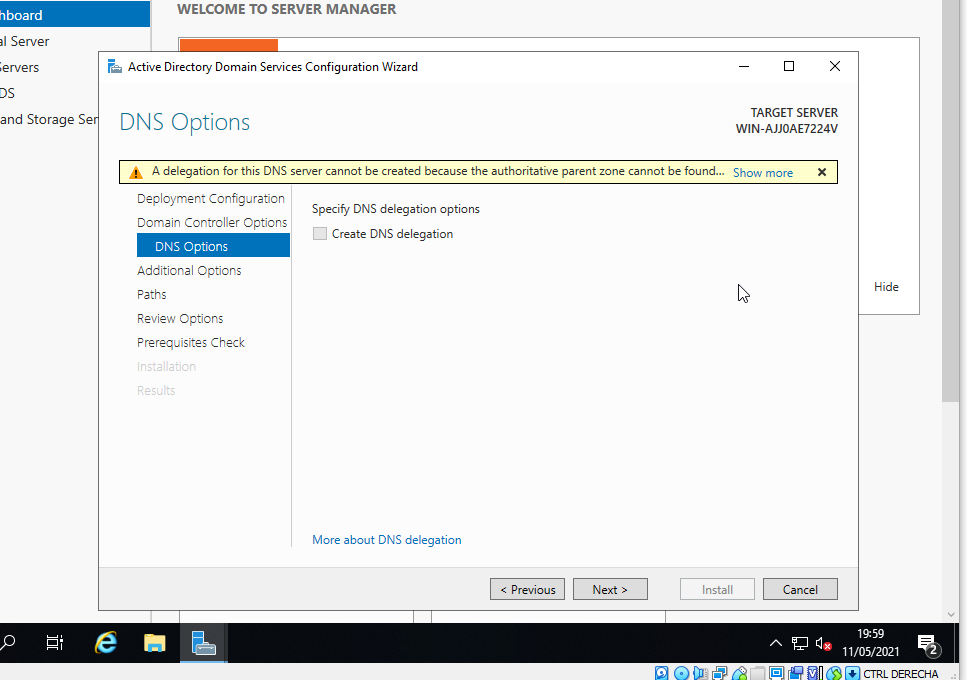 hboard
WELCOME TO SERVER MANAGER
al Server
Servers
DS
and Storage Ser
Active Directory Domain Services Configuration Wizard
DNS Options
TARGET SERVER
WIN-AJJ0AE7224V
A delegation for this DNS server cannot be created because the authoritative parent zone cannot be found... Show more
Deployment Configuration
Domain Controller Options
DNS Options
Additional Options
Paths
Review Options
Prerequisites Check
Installation
Results
Specify DNS delegation options
Create DNS delegation
More about DNS delegation
Hide
< Previous
Next >
Install
Cancel
19:59
11/05/2021
2
CTRL DERECHA